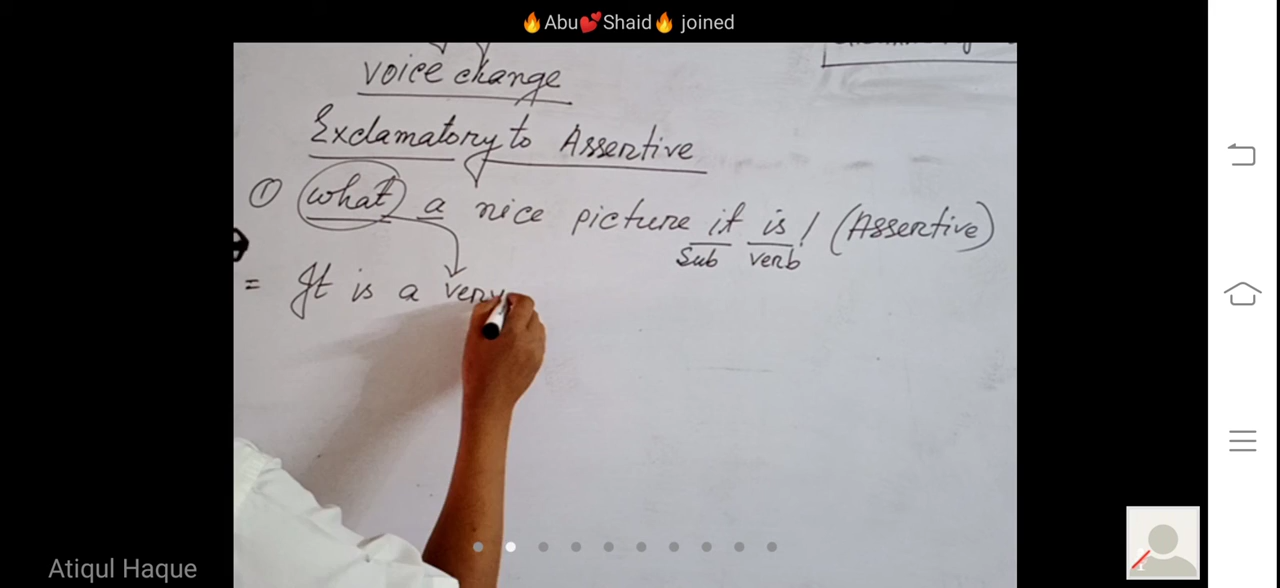 🔥Abu💕Shaid🔥 joined
Voice change
Exclamatory to Assertive
① What a nice picture it is! (Assertive)
Sub verb
= It is a very
Atiqul Haque